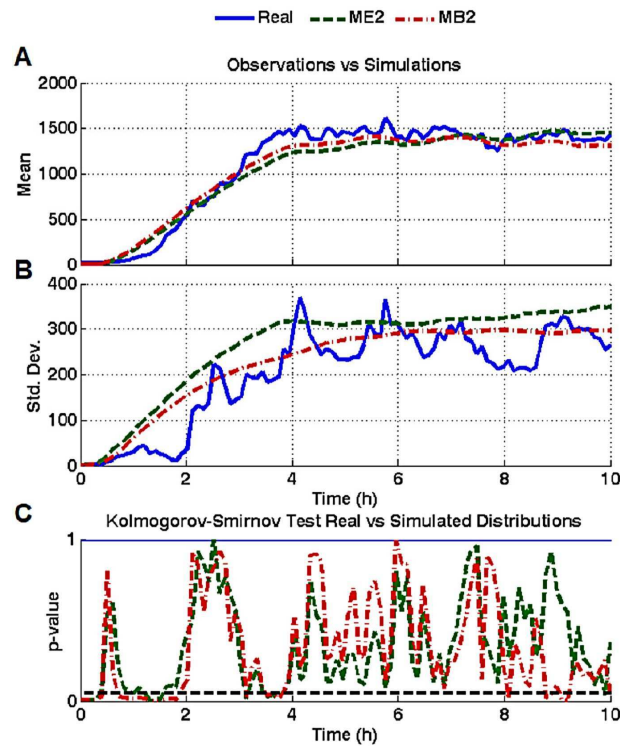 Real ME2 MB2
A
Observations vs Simulations
2000
1500
1000
500
0
Mean
B
400
300
200
100
0
Std. Dev.
0 2 4 6 8 10
Time (h)
C
Kolmogorov-Smirnov Test Real vs Simulated Distributions
1
0
p-value
0 2 4 6 8 10
Time (h)